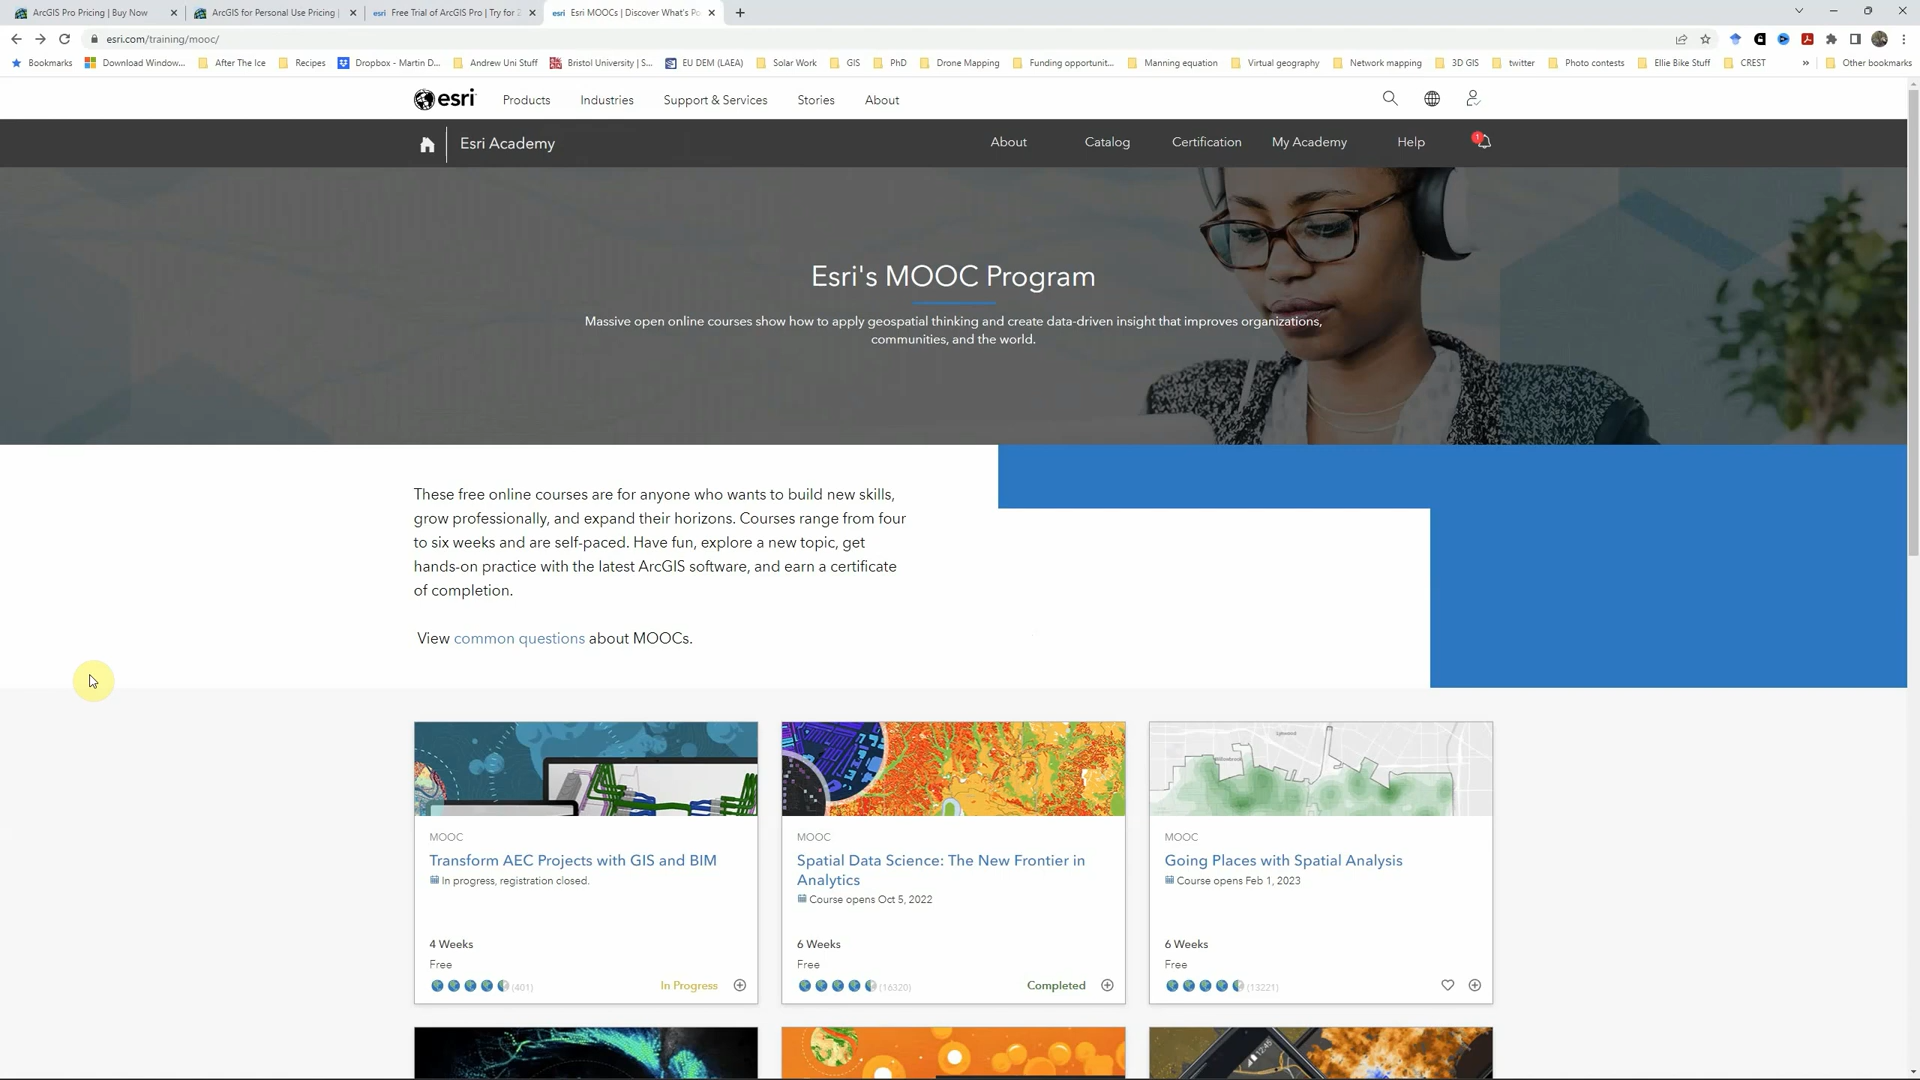 ArcGIS Pro Pricing | Buy Now
ArcGIS for Personal Use Pricing |
esri Free Trial of ArcGIS Pro | Try for 2
esri Esri MOOCs | Discover What's Po
esri.com/training/mooc/
Bookmarks Download Window... After The Ice Recipes Dropbox - Martin D... Andrew Uni Stuff Bristol University | S... EU DEM (LAEA) Solar Work GIS PhD Drone Mapping Funding opportunit... Manning equation Virtual geography Network mapping 3D GIS twitter Photo contests Ellie Bike Stuff CREST » Other bookmarks
esri Products Industries Support & Services Stories About
Esri Academy About Catalog Certification My Academy Help 1
Esri's MOOC Program
Massive open online courses show how to apply geospatial thinking and create data-driven insight that improves organizations,
communities, and the world.
These free online courses are for anyone who wants to build new skills,
grow professionally, and expand their horizons. Courses range from four
to six weeks and are self-paced. Have fun, explore a new topic, get
hands-on practice with the latest ArcGIS software, and earn a certificate
of completion.
View common questions about MOOCs.
MOOC
Transform AEC Projects with GIS and BIM
In progress, registration closed.
4 Weeks
Free
(401) In Progress
MOOC
Spatial Data Science: The New Frontier in
Analytics
Course opens Oct 5, 2022
6 Weeks
Free
(16320) Completed
MOOC
Going Places with Spatial Analysis
Course opens Feb 1, 2023
6 Weeks
Free
(13221)
12:45